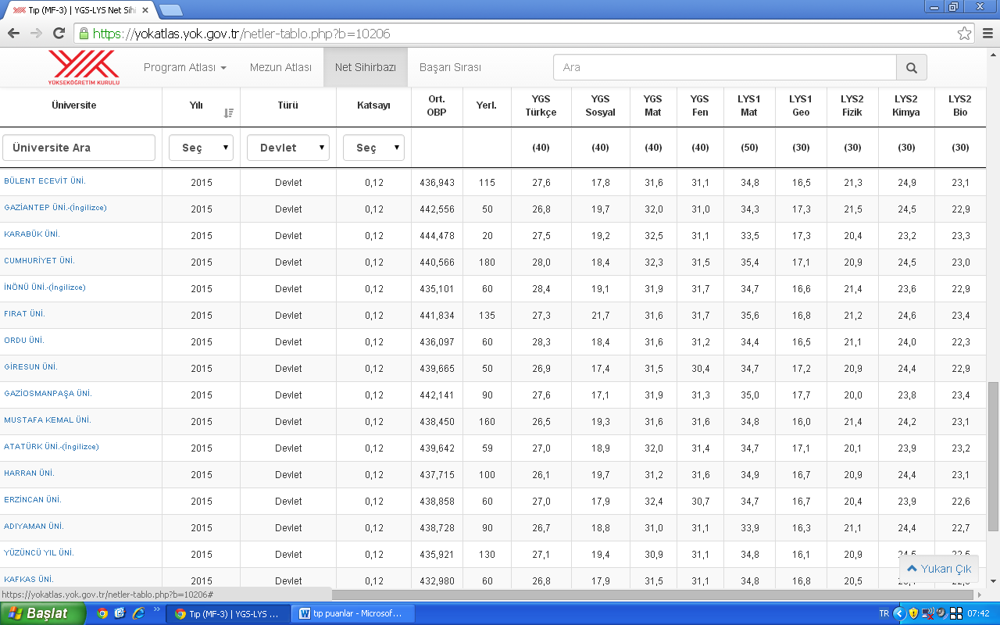 Tıp (MF-3) | YGS-LYS Net Sih
https://yokatlas.yok.gov.tr/netler-tablo.php?b=10206
YÜKSEKÖĞRETİM KURULU
Program Atlası Mezun Atlası Net Sihirbazı Başarı Sırası Ara
Üniversite Yılı Türü Katsayı Ort. OBP Yerl. YGS Türkçe YGS Sosyal YGS Mat YGS Fen LYS1 Mat LYS1 Geo LYS2 Fizik LYS2 Kimya LYS2 Bio
Üniversite Ara Seç Devlet Seç (40) (40) (40) (40) (50) (30) (30) (30) (30)
BÜLENT ECEVİT ÜNİ. 2015 Devlet 0,12 436,943 115 27,6 17,8 31,6 31,1 34,8 16,5 21,3 24,9 23,1
GAZİANTEP ÜNİ.-(İngilizce) 2015 Devlet 0,12 442,556 50 26,8 19,7 32,0 31,0 34,3 17,3 21,5 24,5 22,9
KARABÜK ÜNİ. 2015 Devlet 0,12 444,478 20 27,5 19,2 32,5 31,1 33,5 17,3 20,4 23,2 23,3
CUMHURİYET ÜNİ. 2015 Devlet 0,12 440,566 180 28,0 18,4 32,3 31,5 35,4 17,1 20,9 24,5 23,0
İNÖNÜ ÜNİ.-(İngilizce) 2015 Devlet 0,12 435,101 60 28,4 19,1 31,9 31,7 34,7 16,6 21,4 23,6 22,9
FIRAT ÜNİ. 2015 Devlet 0,12 441,834 135 27,3 21,7 31,6 31,7 35,6 16,8 21,2 24,6 23,4
ORDU ÜNİ. 2015 Devlet 0,12 436,097 60 28,3 18,4 31,6 31,2 34,4 16,5 21,1 24,0 22,3
GİRESUN ÜNİ. 2015 Devlet 0,12 439,665 50 26,9 17,4 31,5 30,4 34,7 17,2 20,9 24,4 22,9
GAZİOSMANPAŞA ÜNİ. 2015 Devlet 0,12 442,141 90 27,6 17,1 31,9 31,3 35,0 17,7 20,0 23,8 23,4
MUSTAFA KEMAL ÜNİ. 2015 Devlet 0,12 438,450 160 26,5 19,3 31,6 31,6 34,8 16,0 21,4 24,2 23,1
ATATÜRK ÜNİ.-(İngilizce) 2015 Devlet 0,12 439,642 59 27,0 18,9 32,0 31,4 34,7 17,1 20,1 23,9 23,2
HARRAN ÜNİ. 2015 Devlet 0,12 437,715 100 26,1 19,7 31,2 31,6 34,9 16,7 20,9 24,4 23,1
ERZİNCAN ÜNİ. 2015 Devlet 0,12 438,858 60 27,0 17,9 32,4 30,7 34,7 16,7 20,4 23,9 22,6
ADIYAMAN ÜNİ. 2015 Devlet 0,12 438,728 90 26,7 18,8 31,0 31,1 33,9 16,3 21,1 24,4 22,7
YÜZÜNCÜ YIL ÜNİ. 2015 Devlet 0,12 435,921 130 27,1 19,4 30,9 31,1 34,8 16,1 20,9
KAFKAS ÜNİ. 2015 Devlet 0,12 432,980 60 26,8 17,9 31,5 31,1 34,8 16,8 20,5
Yukarı Çık
https://yokatlas.yok.gov.tr/netler-tablo.php?b=10206#
Başlat Tıp (MF-3) | YGS-LYS ... tıp puanlar - Microsof... TR 07:42